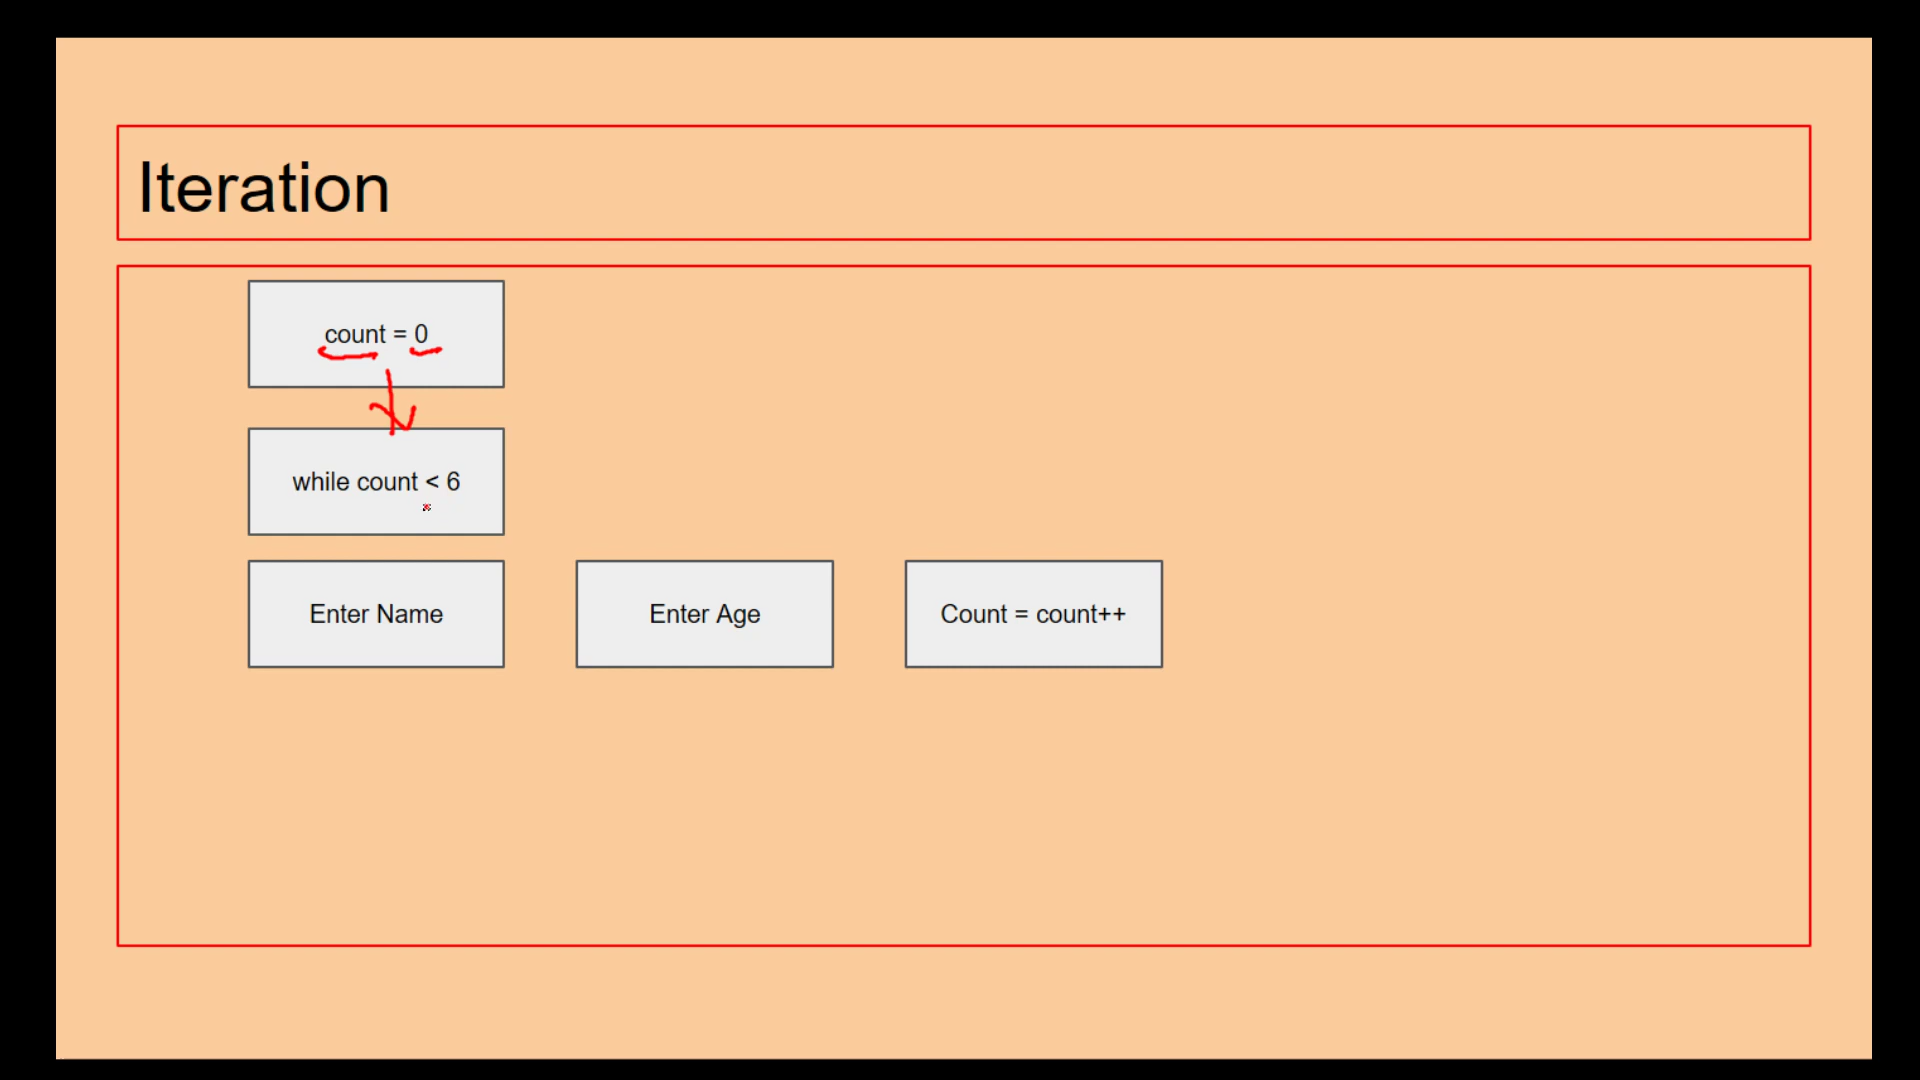 Iteration
count = 0
while count < 6
Enter Name
Enter Age
Count = count++